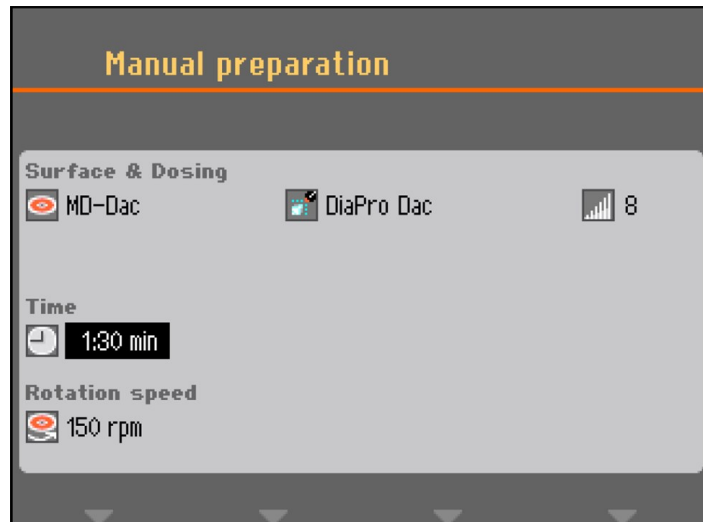 Manual preparation
Surface & Dosing
MD-Dac DiaPro Dac 8
Time
1:30 min
Rotation speed
150 rpm